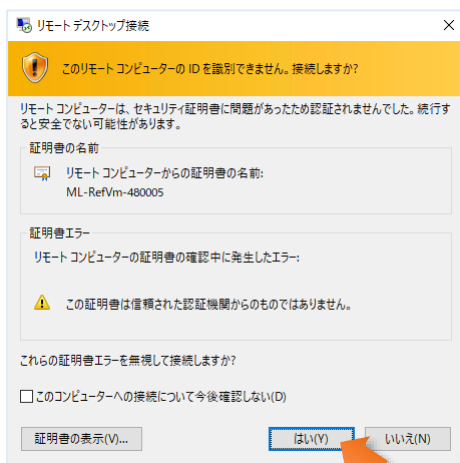 リモート デスクトップ接続
このリモート コンピューターの ID を識別できません。接続しますか?
リモート コンピューターは、セキュリティ証明書に問題があったため認証されませんでした。続行す
ると安全でない可能性があります。
証明書の名前
リモート コンピューターからの証明書の名前:
ML-RefVm-480005
証明書エラー
リモート コンピューターの証明書の確認中に発生したエラー:
この証明書は信頼された認証機関からのものではありません。
これらの証明書エラーを無視して接続しますか?
このコンピューターへの接続について今後確認しない(D)
証明書の表示(V)... はい(Y) いいえ(N)